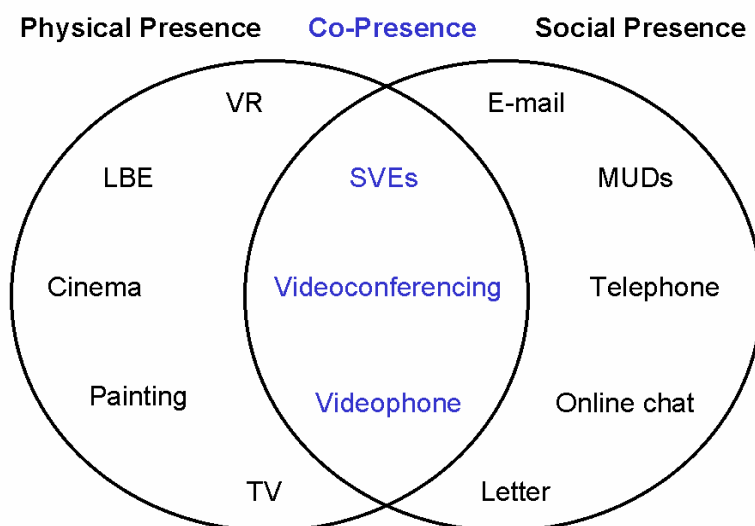 Physical Presence Co-Presence Social Presence
VR E-mail
LBE SVEs MUDs
Cinema Videoconferencing Telephone
Painting Videophone Online chat
TV Letter